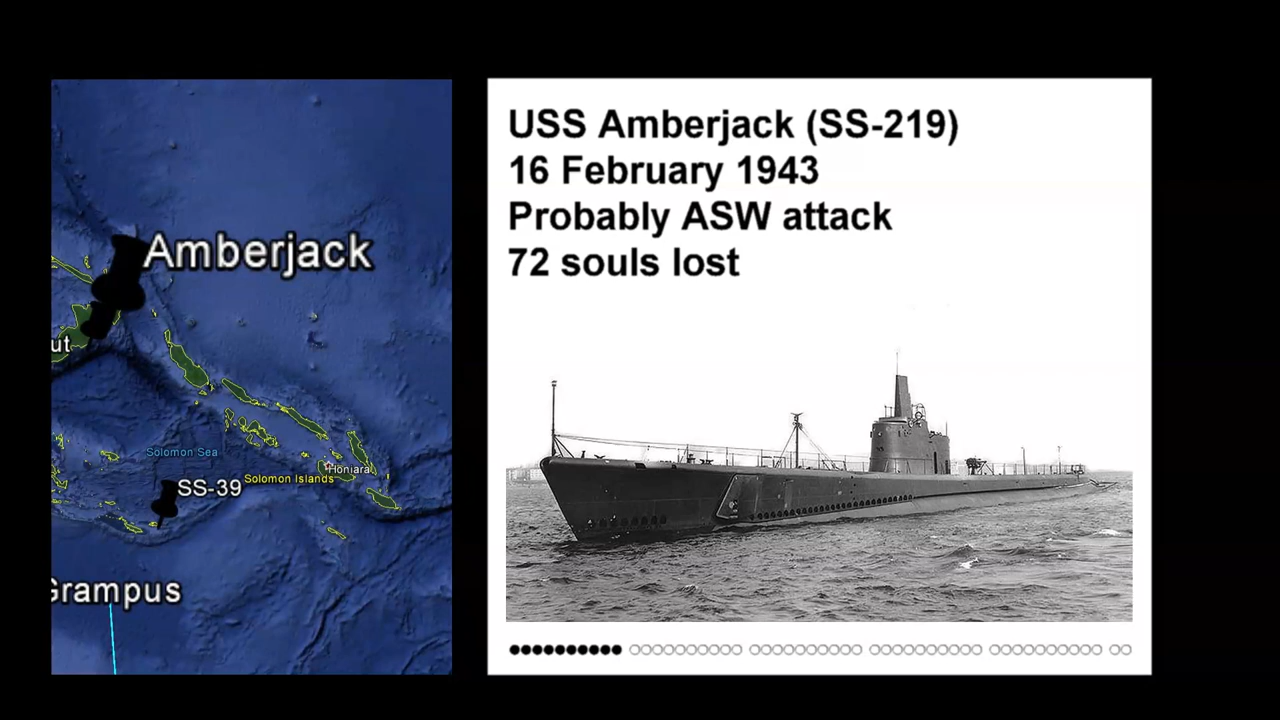 USS Amberjack (SS-219)
16 February 1943
Probably ASW attack
72 souls lost
Amberjack
ut
Solomon Sea
Honiara
Solomon Islands
SS-39
Grampus